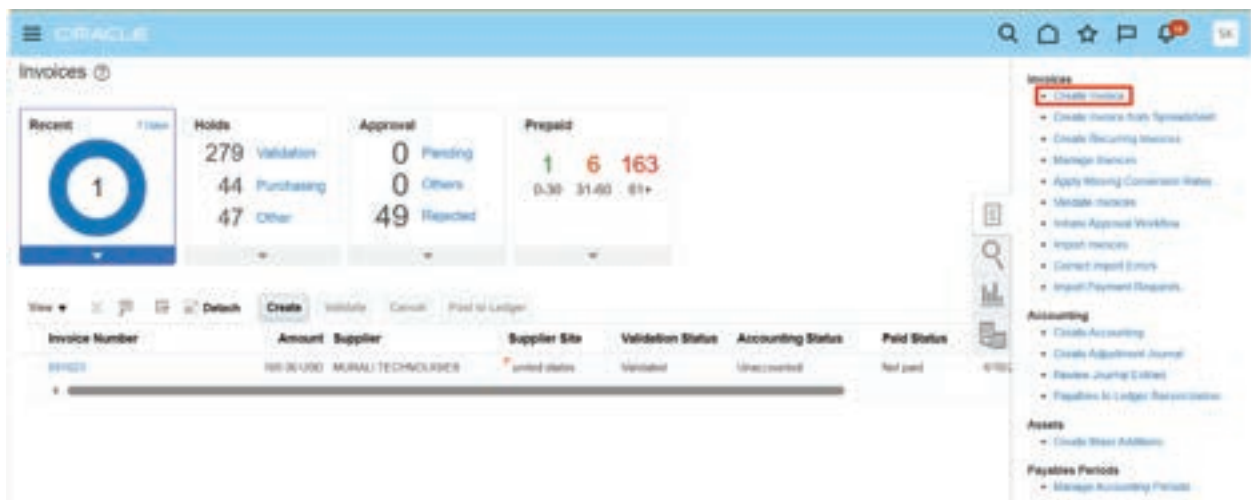 ORACLE
SK
Invoices
Recent 7 Days
1
Holds
279 Validation
44 Purchasing
47 Other
Approval
0 Pending
0 Others
49 Rejected
Prepaid
1 6 163
0-30 31-60 61+
View Detach Create Validate Cancel Post to Ledger
Invoice Number Amount Supplier Supplier Site Validation Status Accounting Status Paid Status
USD MURALI TECHNOLOGIES united states Validated Unaccounted Not paid
Invoices
Create Invoice
Create Invoice from Spreadsheet
Create Recurring Invoices
Manage Invoices
Apply Missing Conversion Rates
Validate Invoices
Initiate Approval Workflow
Import Invoices
Correct Import Errors
Import Payment Requests
Accounting
Create Accounting
Create Adjustment Journal
Review Journal Entries
Payables to Ledger Reconciliation
Assets
Create Mass Additions
Payables Periods
Manage Accounting Periods